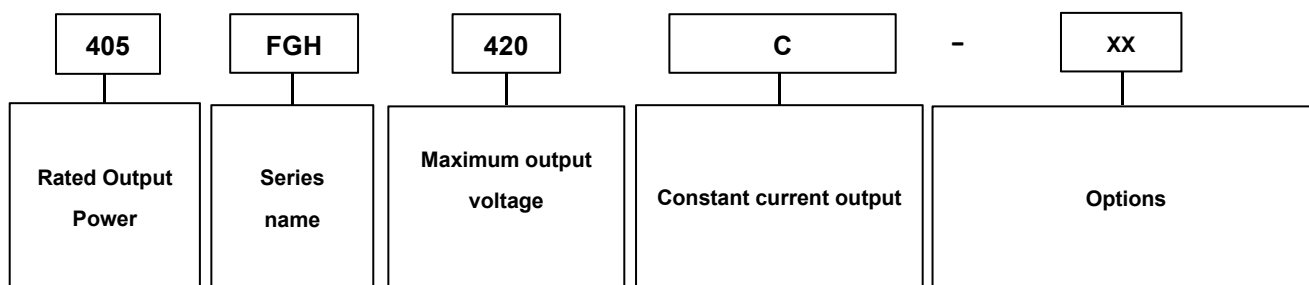 405 FGH 420 C - XX
Rated Output
Power
Series
name
Maximum output
voltage
Constant current output
Options